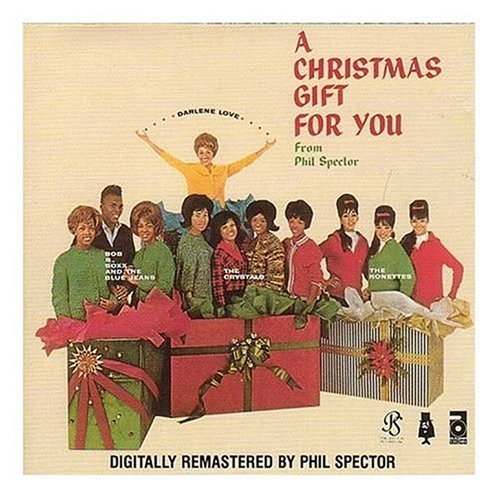 A
CHRISTMAS
GIFT
FOR YOU
From
Phil Spector
DARLENE LOVE
BOB
B.
SOXX
AND THE
BLUE JEANS
THE
CRYSTALS
THE
RONETTES
PS
DIGITALLY REMASTERED BY PHIL SPECTOR